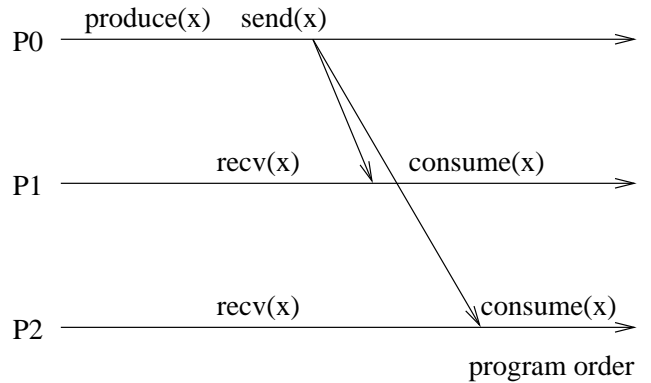 produce(x) send(x)
P0
recv(x) consume(x)
P1
recv(x) consume(x)
P2
program order